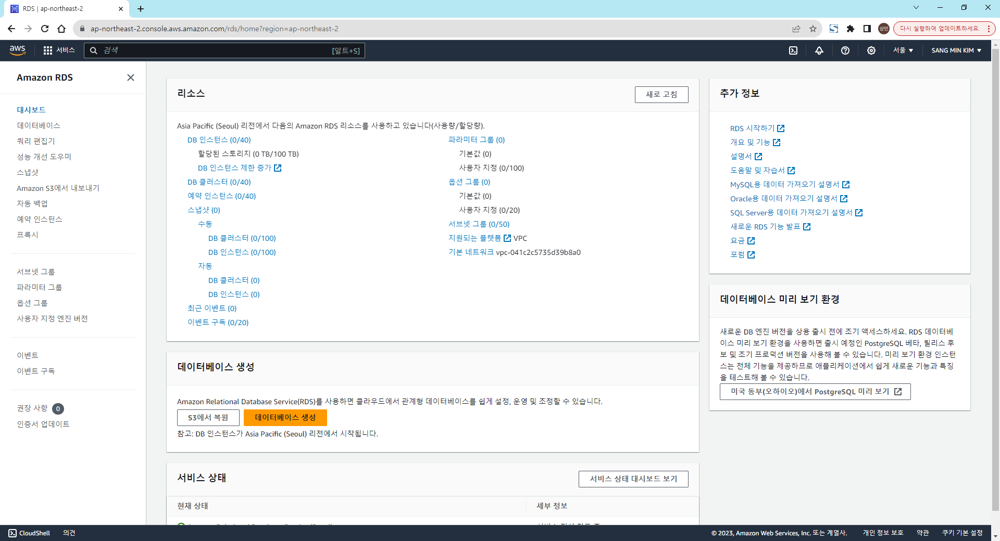 RDS | ap-northeast-2
ap-northeast-2.console.aws.amazon.com/rds/home?region=ap-northeast-2
상민
다시 실행하여 업데이트하세요.
aws
서비스
검색
[알트+S]
서울
SANG MIN KIM
Amazon RDS
대시보드
데이터베이스
쿼리 편집기
성능 개선 도우미
스냅샷
Amazon S3에서 내보내기
자동 백업
예약 인스턴스
프록시
서브넷 그룹
파라미터 그룹
옵션 그룹
사용자 지정 엔진 버전
이벤트
이벤트 구독
권장 사항 0
인증서 업데이트
리소스
새로 고침
Asia Pacific (Seoul) 리전에서 다음의 Amazon RDS 리소스를 사용하고 있습니다(사용량/할당량).
DB 인스턴스 (0/40)
할당된 스토리지 (0 TB/100 TB)
DB 인스턴스 제한 증가
DB 클러스터 (0/40)
예약 인스턴스 (0/40)
스냅샷 (0)
수동
DB 클러스터 (0/100)
DB 인스턴스 (0/100)
자동
DB 클러스터 (0)
DB 인스턴스 (0)
최근 이벤트 (0)
이벤트 구독 (0/20)
파라미터 그룹 (0)
기본값 (0)
사용자 지정 (0/100)
옵션 그룹 (0)
기본값 (0)
사용자 지정 (0/20)
서브넷 그룹 (0/50)
지원되는 플랫폼 VPC
기본 네트워크 vpc-041c2c5735d39b8a0
데이터베이스 생성
Amazon Relational Database Service(RDS)를 사용하면 클라우드에서 관계형 데이터베이스를 쉽게 설정, 운영 및 조정할 수 있습니다.
S3에서 복원
데이터베이스 생성
참고: DB 인스턴스가 Asia Pacific (Seoul) 리전에서 시작됩니다.
서비스 상태
서비스 상태 대시보드 보기
현재 상태
세부 정보
추가 정보
RDS 시작하기
개요 및 기능
설명서
도움말 및 자습서
MySQL용 데이터 가져오기 설명서
Oracle용 데이터 가져오기 설명서
SQL Server용 데이터 가져오기 설명서
새로운 RDS 기능 발표
요금
포럼
데이터베이스 미리 보기 환경
새로운 DB 엔진 버전을 상용 출시 전에 조기 액세스하세요. RDS 데이터베
이스 미리 보기 환경을 사용하면 출시 예정인 PostgreSQL 베타, 릴리스 후
보 및 조기 프로덕션 버전을 사용해 볼 수 있습니다. 미리 보기 환경 인스턴
스는 전체 기능을 제공하므로 애플리케이션에서 쉽게 새로운 기능과 특징
을 테스트해 볼 수 있습니다.
미국 동부(오하이오)에서 PostgreSQL 미리 보기
CloudShell
의견
© 2023, Amazon Web Services, Inc. 또는 계열사.
개인 정보 보호
약관
쿠키 기본 설정